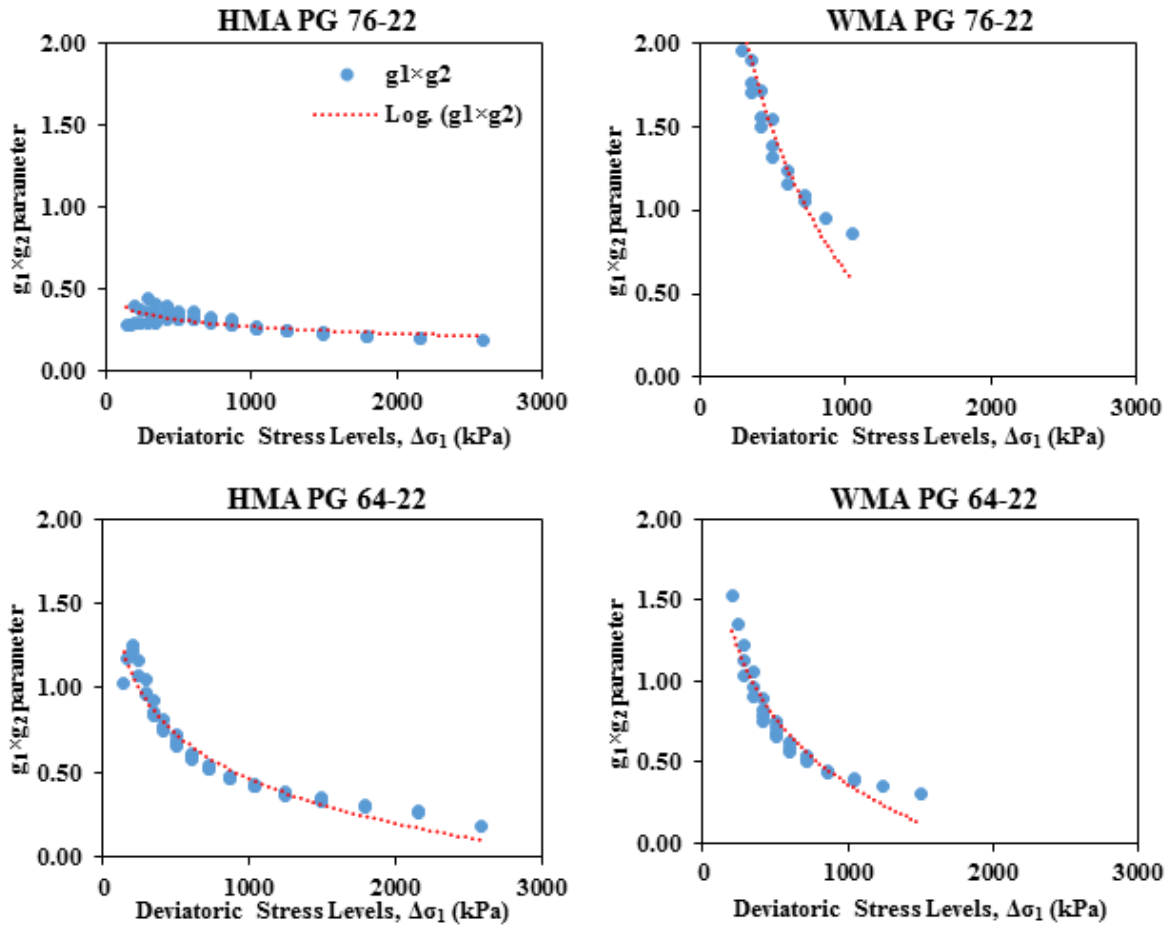 HMA PG 76-22
2.00
1.50
1.00
0.50
0.00
g1×g2
Log. (g1×g2)
g₁×g₂ parameter
0
1000
2000
3000
Deviatoric Stress Levels, Δσ₁ (kPa)
WMA PG 76-22
2.00
1.50
1.00
0.50
0.00
g₁×g₂ parameter
0
1000
2000
3000
Deviatoric Stress Levels, Δσ₁ (kPa)
HMA PG 64-22
2.00
1.50
1.00
0.50
0.00
g₁×g₂ parameter
0
1000
2000
3000
Deviatoric Stress Levels, Δσ₁ (kPa)
WMA PG 64-22
2.00
1.50
1.00
0.50
0.00
g₁×g₂ parameter
0
1000
2000
3000
Deviatoric Stress Levels, Δσ₁ (kPa)